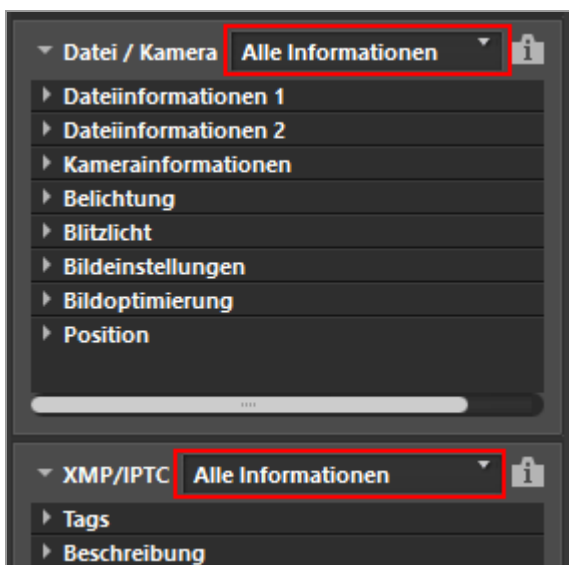 Datei / Kamera Alle Informationen
Dateiinformationen 1
Dateiinformationen 2
Kamerainformationen
Belichtung
Blitzlicht
Bildeinstellungen
Bildoptimierung
Position
XMP/IPTC Alle Informationen
Tags
Beschreibung